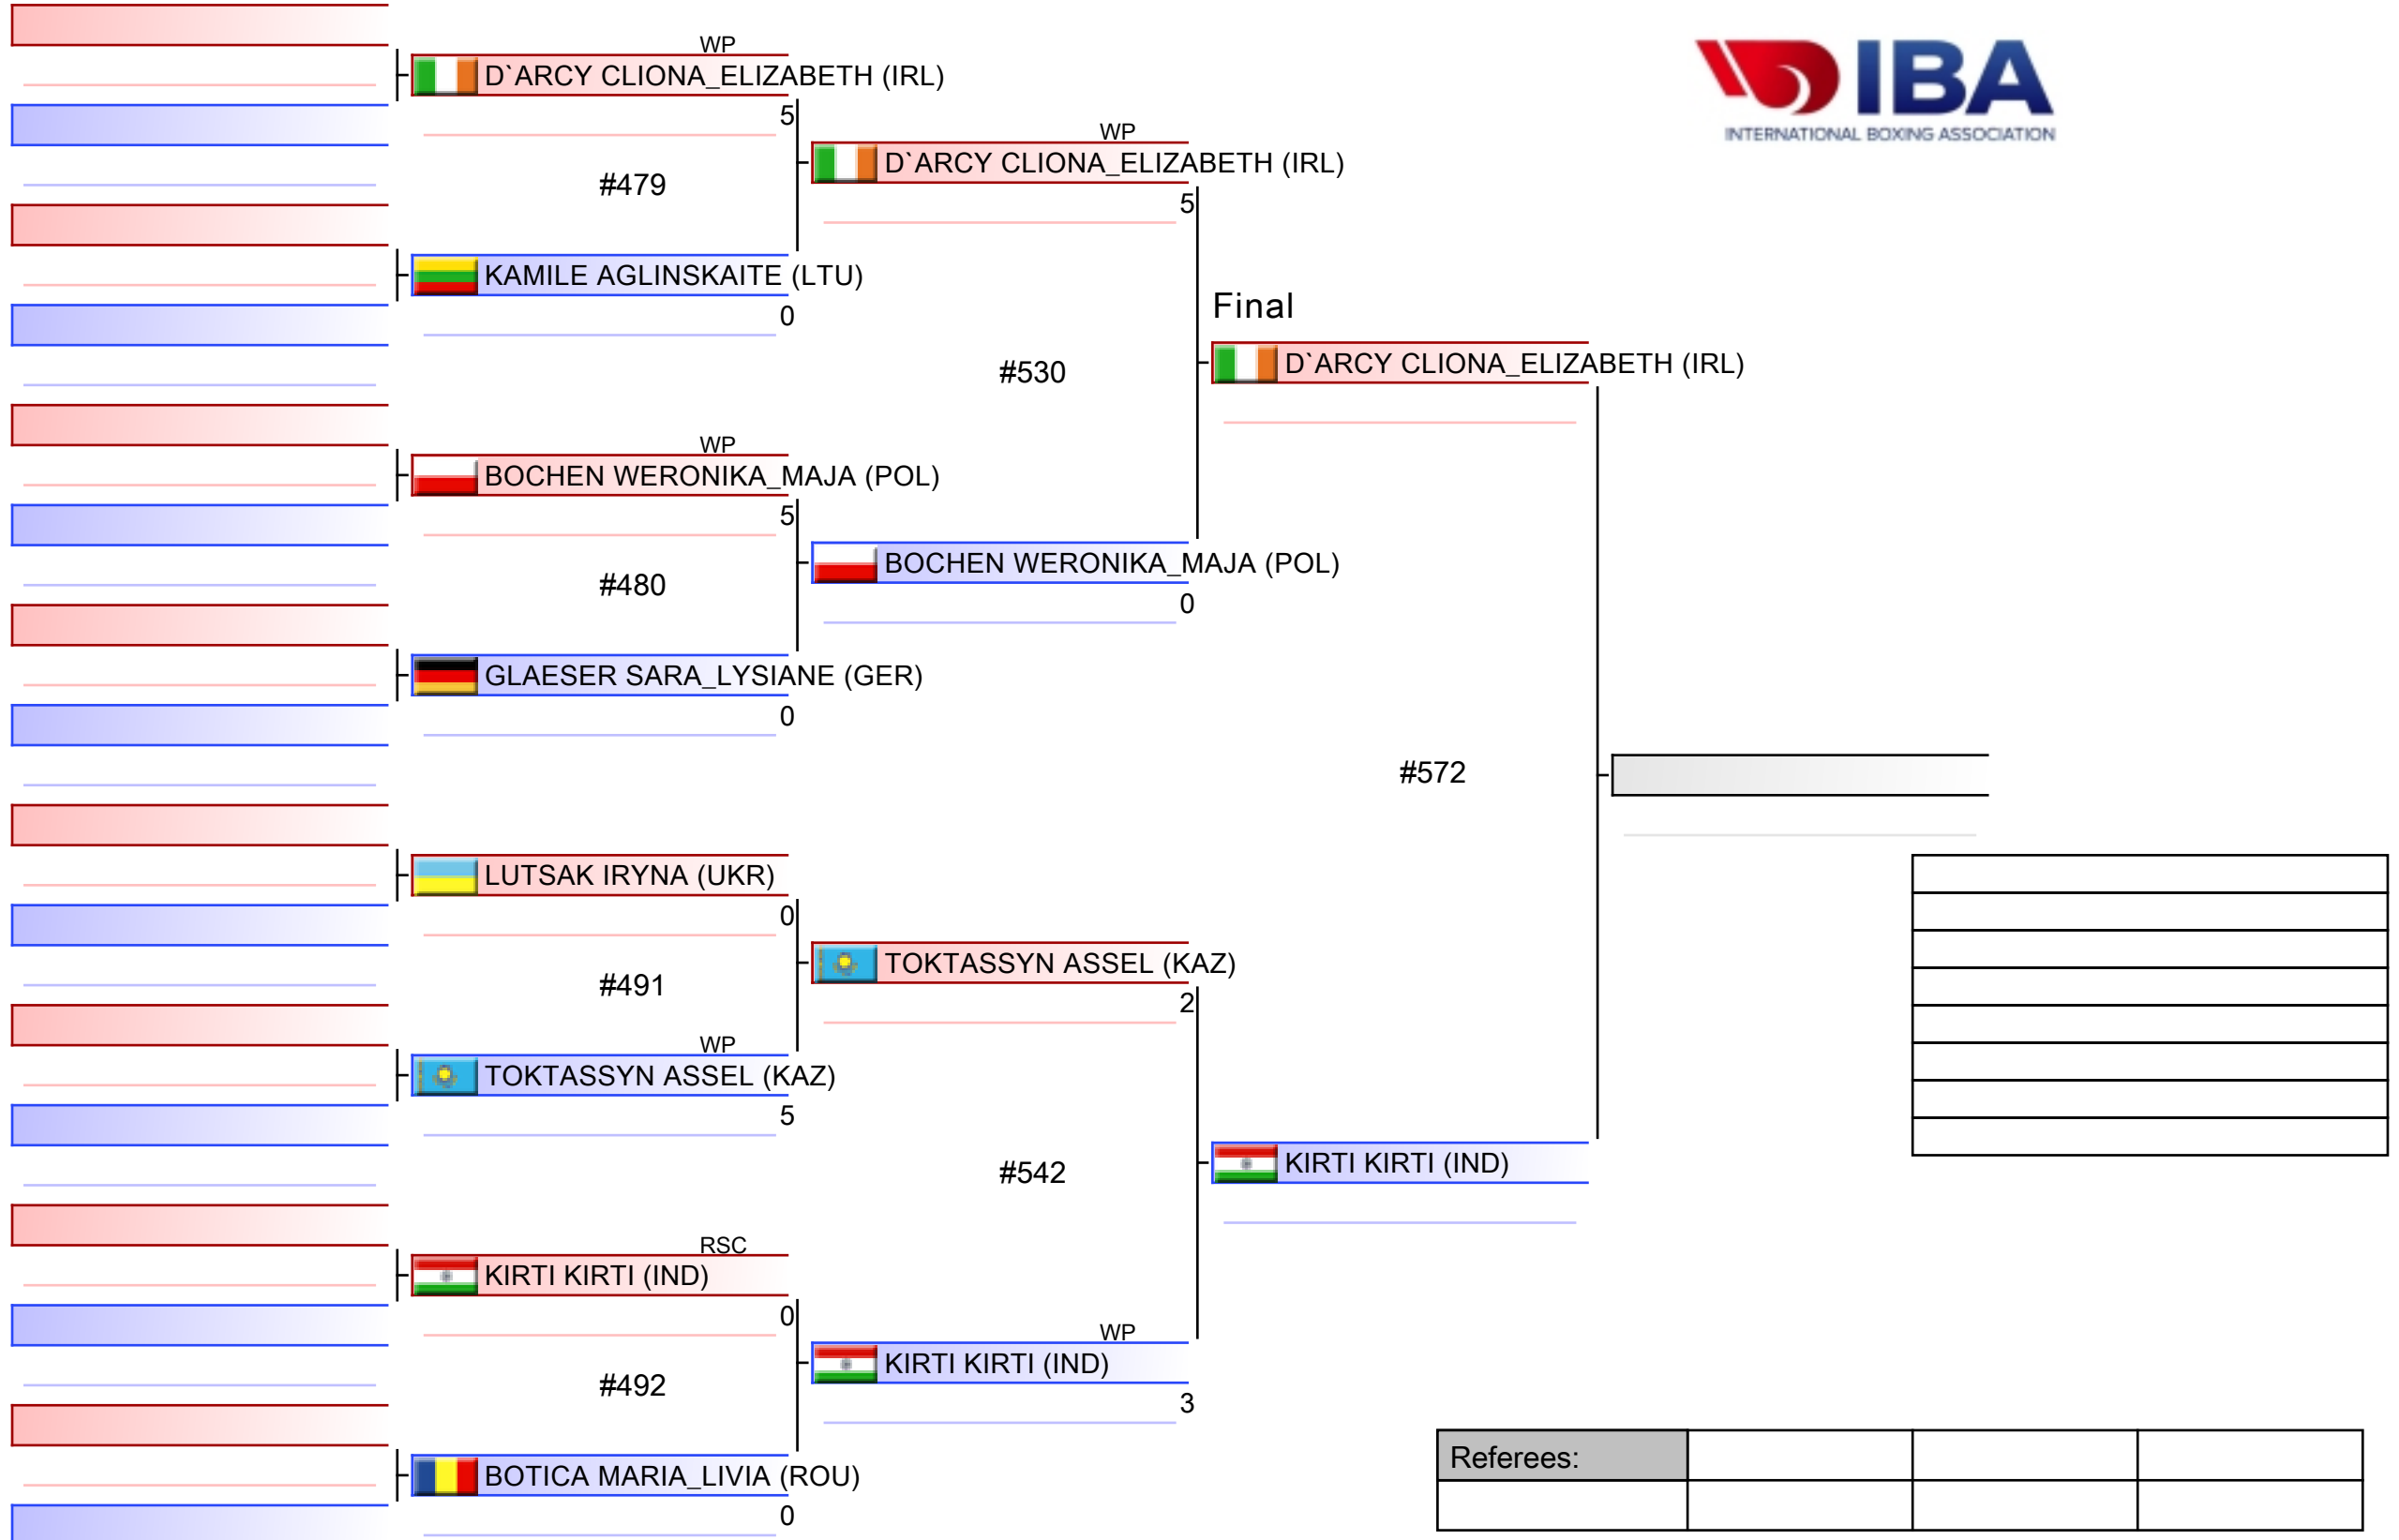 WP
D`ARCY CLIONA_ELIZABETH (IRL)
5
#479
KAMILE AGLINSKAITE (LTU)
0
WP
BOCHEN WERONIKA_MAJA (POL)
5
#480
GLAESER SARA_LYSIANE (GER)
0
LUTSAK IRYNA (UKR)
0
#491
WP
TOKTASSYN ASSEL (KAZ)
5
RSC
KIRTI KIRTI (IND)
0
#492
BOTICA MARIA_LIVIA (ROU)
0
WP
D`ARCY CLIONA_ELIZABETH (IRL)
5
#530
BOCHEN WERONIKA_MAJA (POL)
0
TOKTASSYN ASSEL (KAZ)
2
#542
WP
KIRTI KIRTI (IND)
3
Final
D`ARCY CLIONA_ELIZABETH (IRL)
#572
KIRTI KIRTI (IND)
IBA
INTERNATIONAL BOXING ASSOCIATION
Referees: